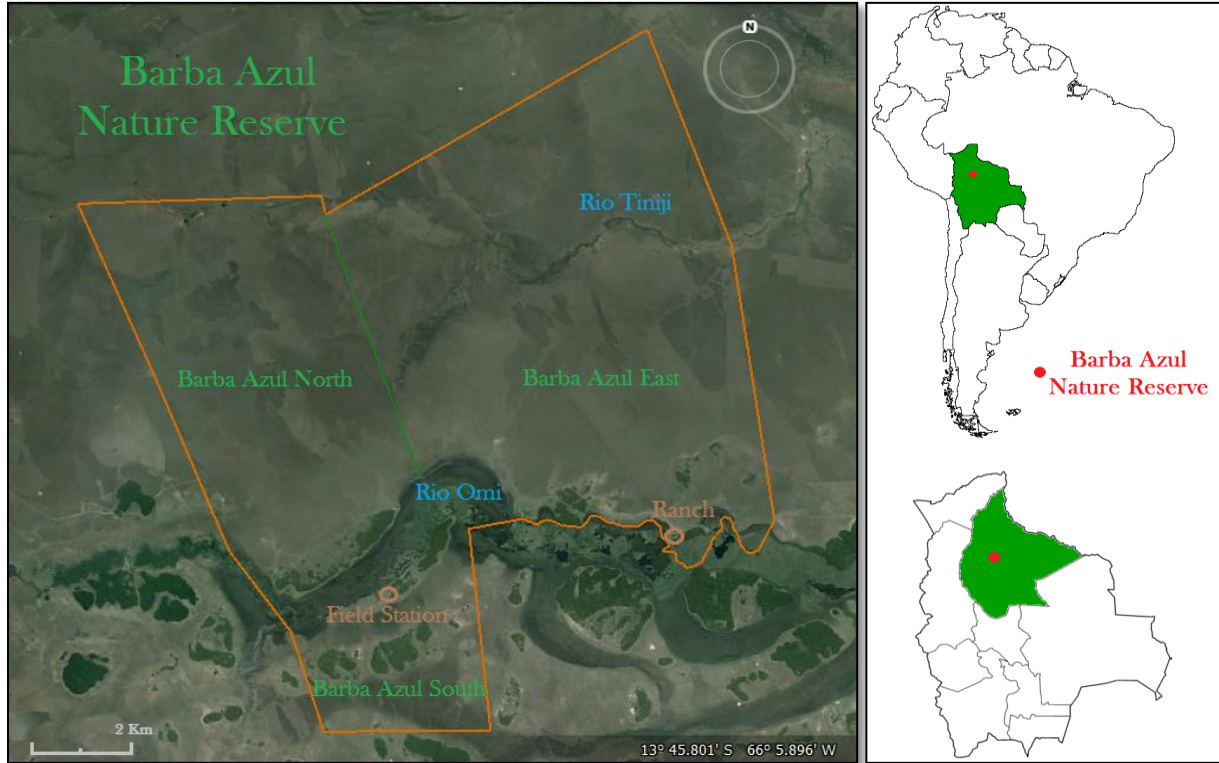 Barba Azul
Nature Reserve
N
Rio Tiniji
Barba Azul North
Barba Azul East
Rio Omi
Ranch
Field Station
Barba Azul South
2 Km
13° 45.801' S 66° 5.896' W
Barba Azul
Nature Reserve